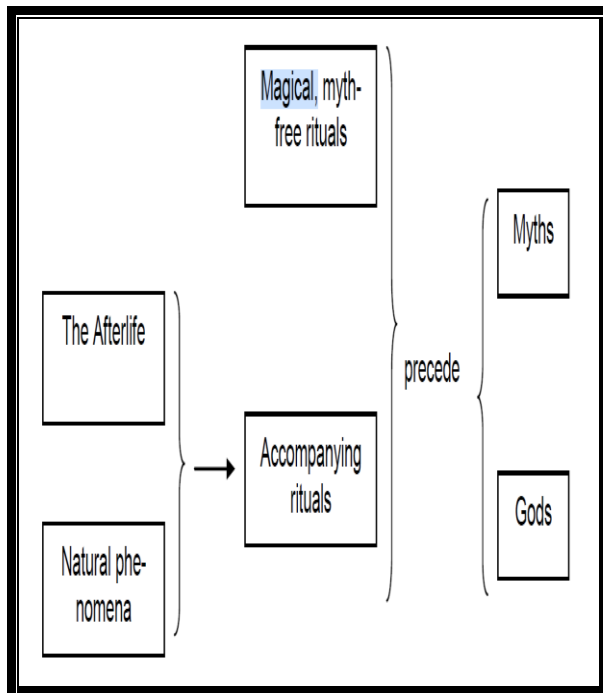 Magical, myth-
free rituals
Myths
The Afterlife
precede
Accompanying
rituals
Gods
Natural phe-
nomena